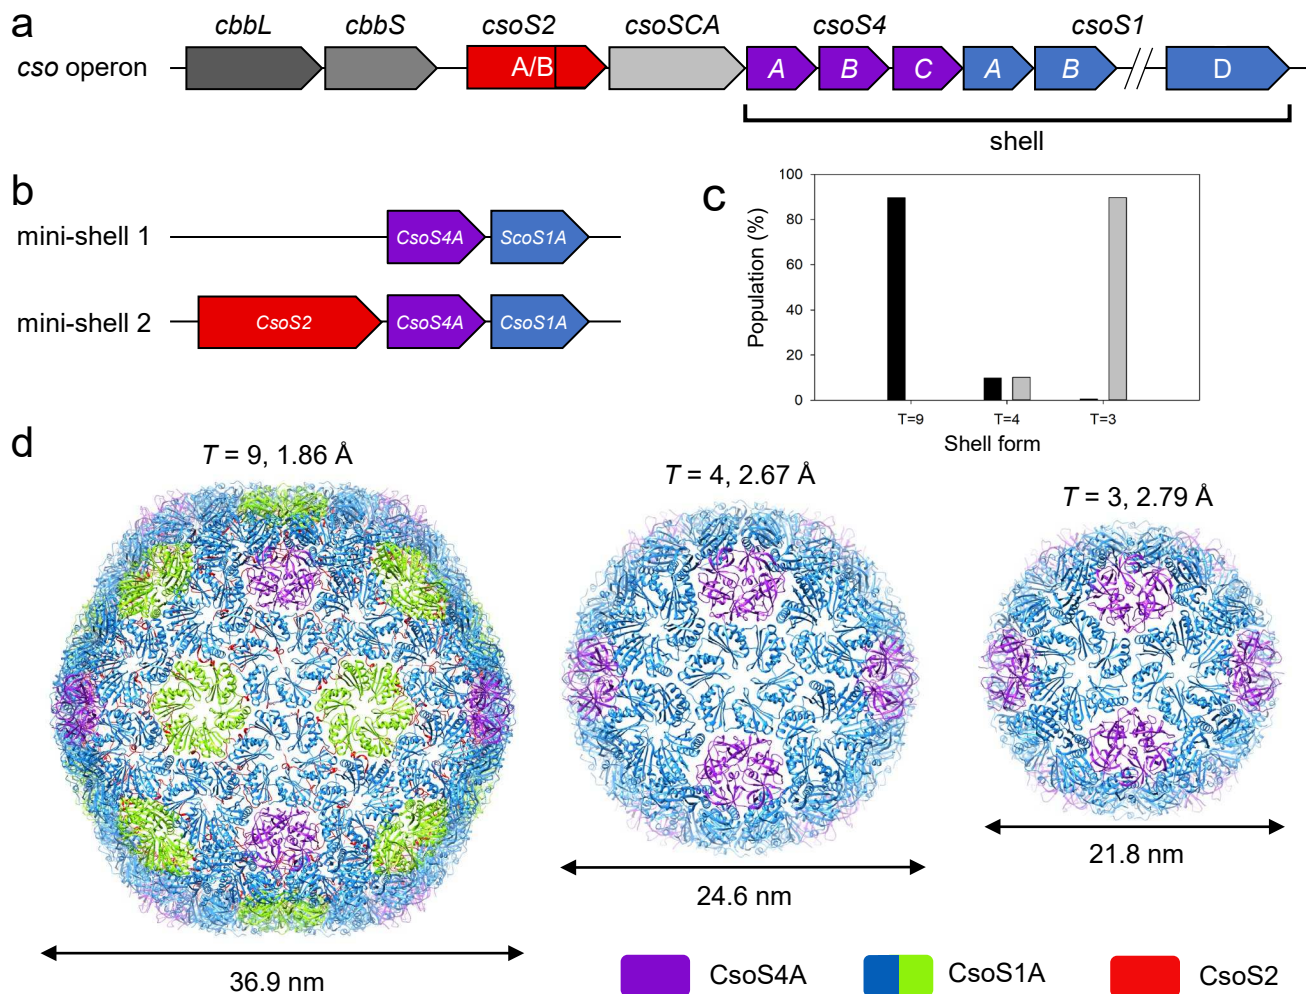 a
cbbL cbbS csoS2 csoSCA csoS4 csoS1
cso operon A/B A B C A B D
shell
b
mini-shell 1 CsoS4A ScoS1A
mini-shell 2 CsoS2 CsoS4A CsoS1A
c
Population (%)
100
80
60
40
20
0
T=9 T=4 T=3
Shell form
d
T = 9, 1.86 Å
T = 4, 2.67 Å
T = 3, 2.79 Å
36.9 nm
24.6 nm
21.8 nm
CsoS4A CsoS1A CsoS2